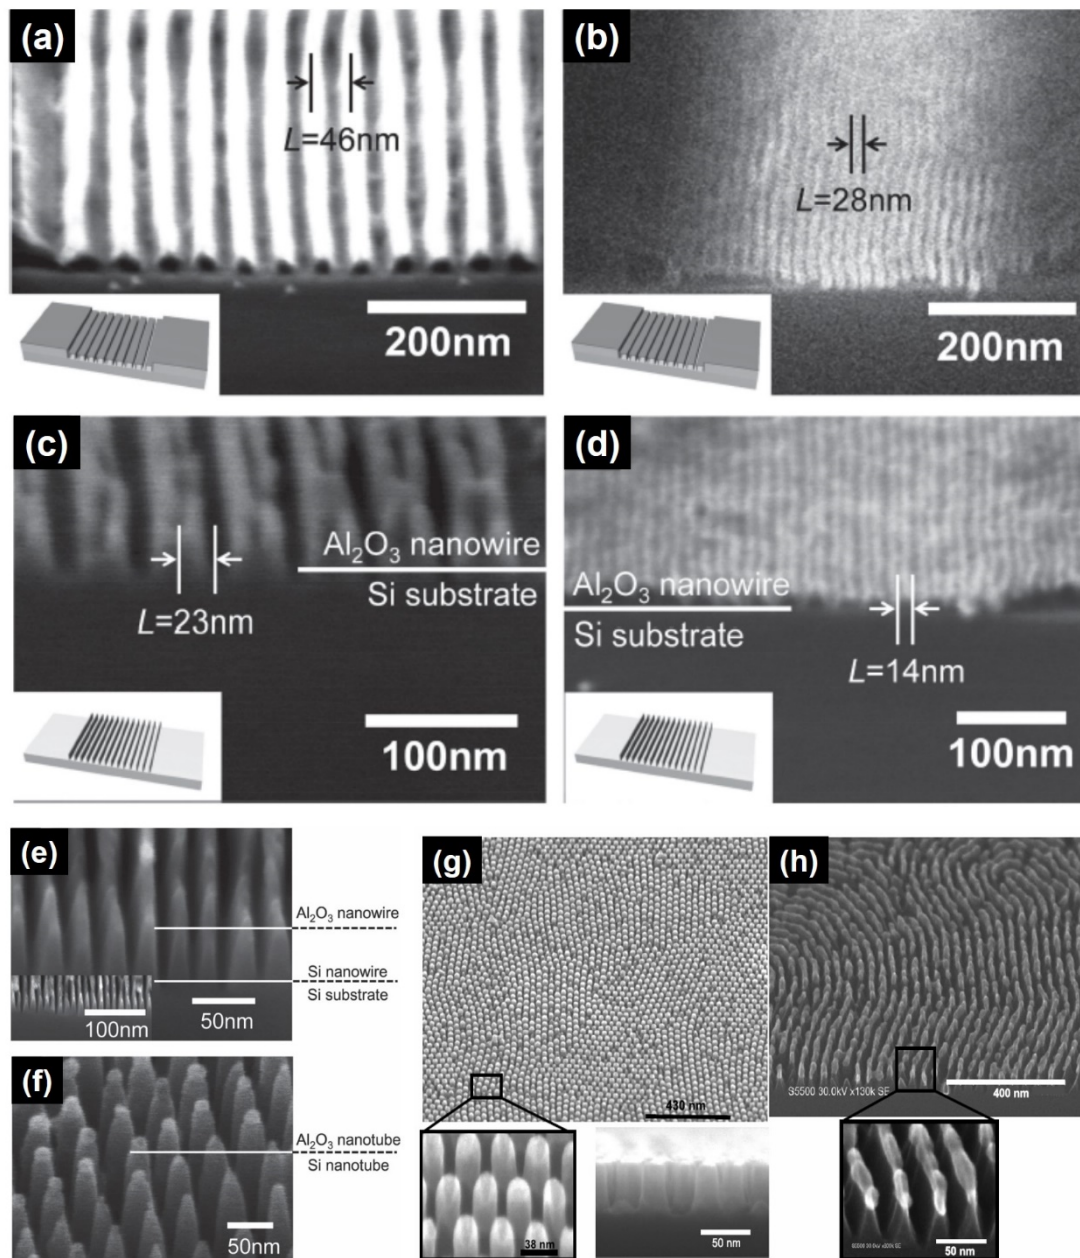 (a)
L=46nm
200nm
(b)
L=28nm
200nm
(c)
Al₂O₃ nanowire
Si substrate
L=23nm
100nm
(d)
Al₂O₃ nanowire
Si substrate
L=14nm
100nm
(e)
Al₂O₃ nanowire
Si nanowire
Si substrate
100nm
50nm
(f)
Al₂O₃ nanotube
Si nanotube
50nm
(g)
430 nm
38 nm
50 nm
(h)
S5500 30.0kV x130k SE
400 nm
50 nm